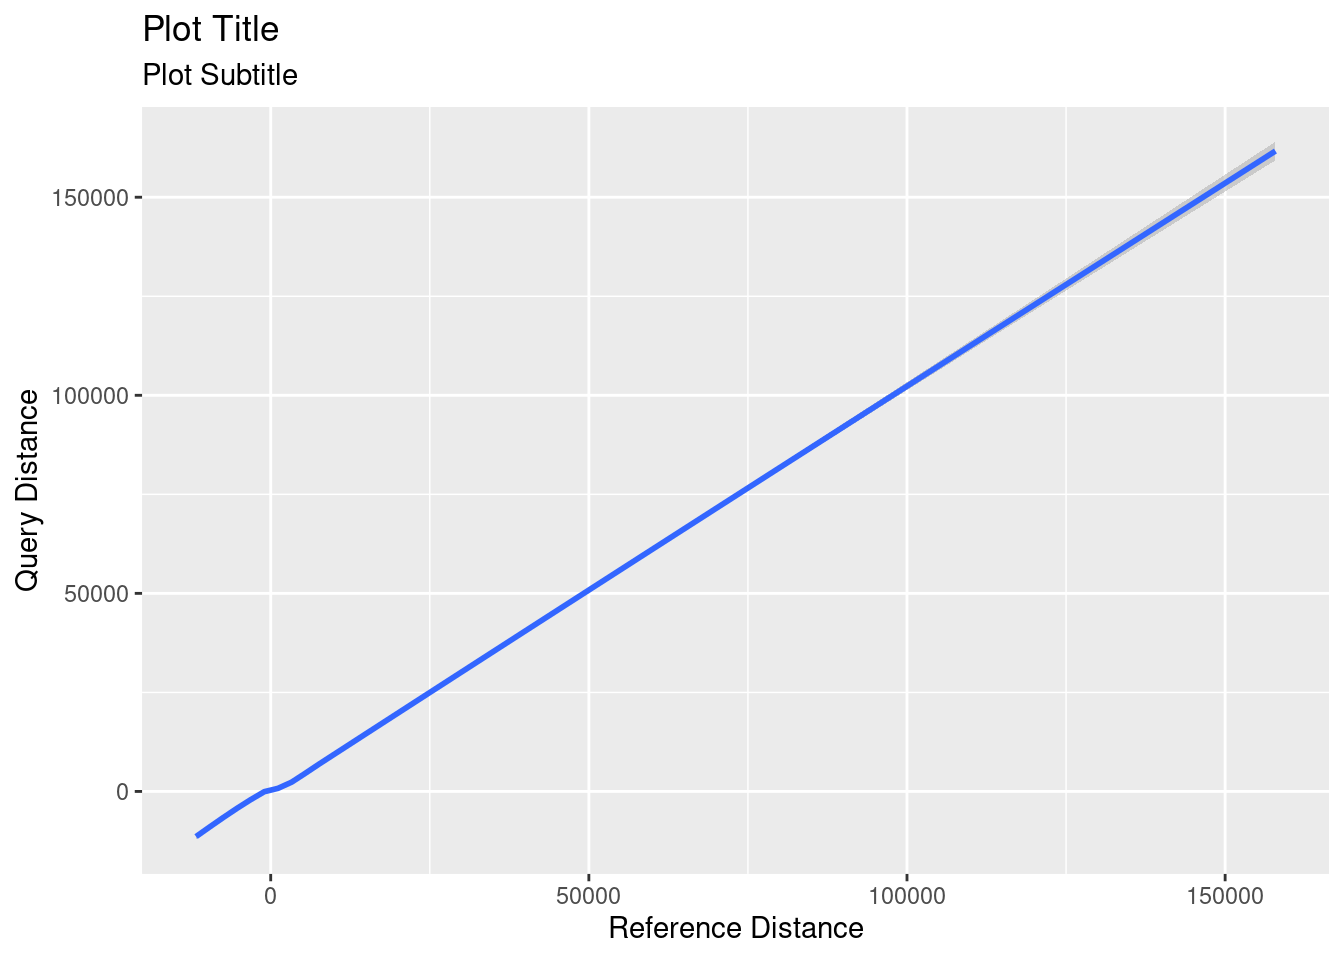 Plot Title
Plot Subtitle
150000
100000
50000
0
Query Distance
0 50000 100000 150000
Reference Distance